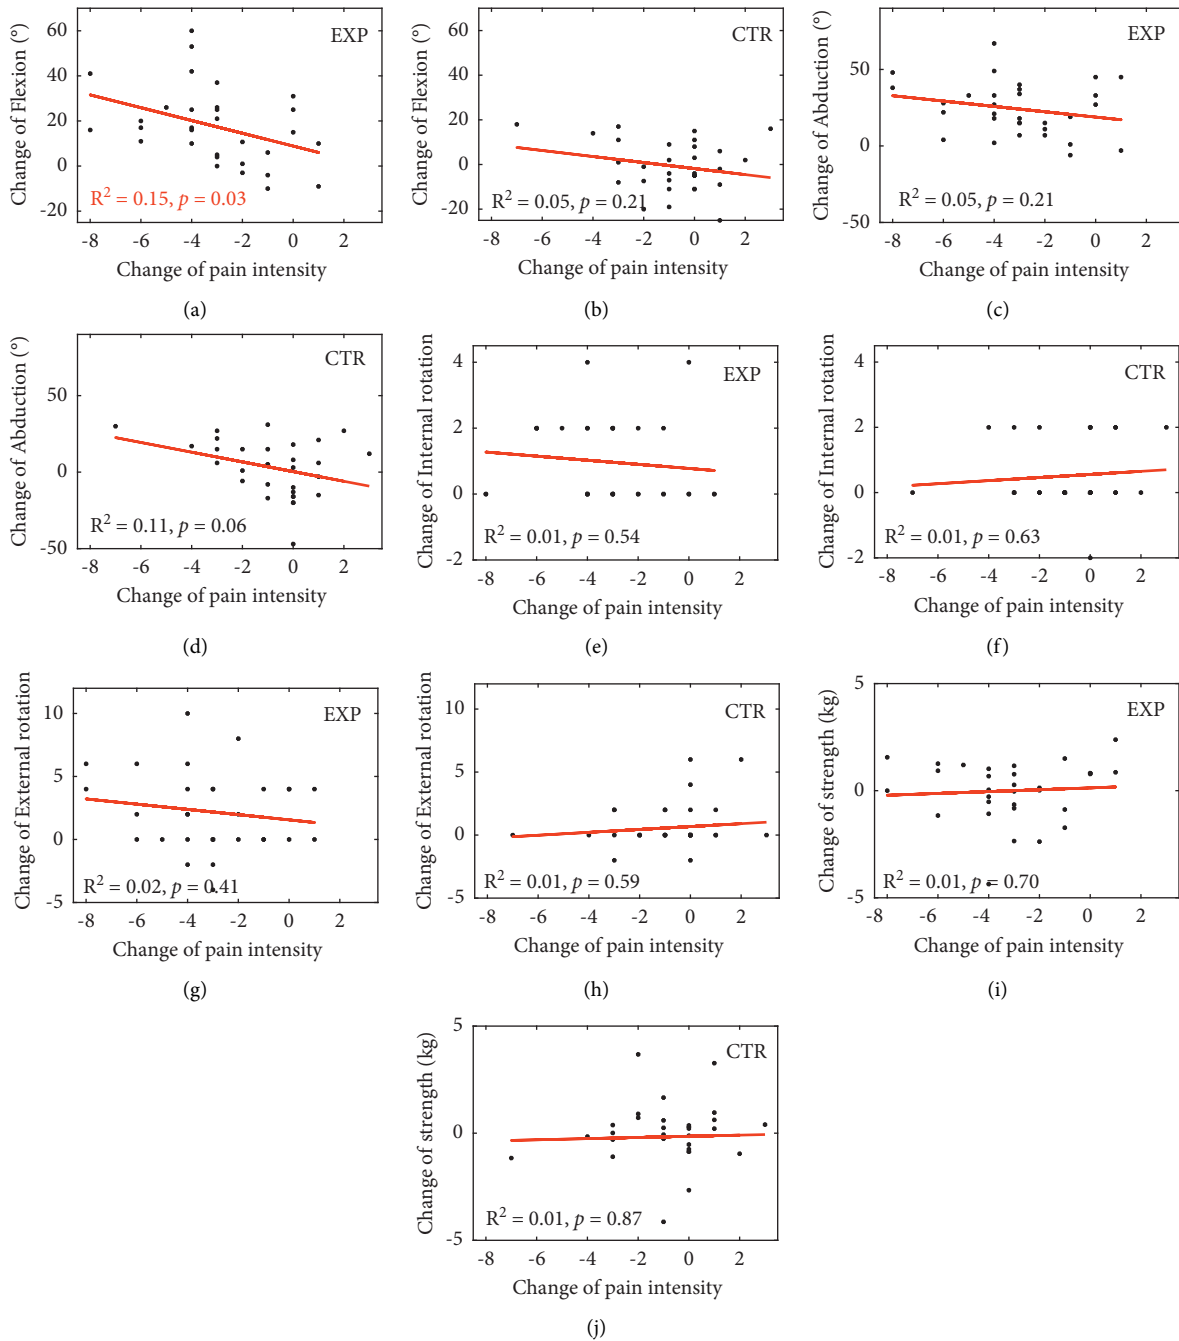 60
40
20
0
-20
Change of Flexion (°)
EXP
R² = 0.15, p = 0.03
-8 -6 -4 -2 0 2
Change of pain intensity
(a)
60
40
20
0
-20
Change of Flexion (°)
CTR
R² = 0.05, p = 0.21
-8 -6 -4 -2 0 2
Change of pain intensity
(b)
50
0
-50
Change of Abduction (°)
EXP
R² = 0.05, p = 0.21
-8 -6 -4 -2 0 2
Change of pain intensity
(c)
50
0
-50
Change of Abduction (°)
CTR
R² = 0.11, p = 0.06
-8 -6 -4 -2 0 2
Change of pain intensity
(d)
4
2
0
-2
Change of Internal rotation
EXP
R² = 0.01, p = 0.54
-8 -6 -4 -2 0 2
Change of pain intensity
(e)
4
2
0
-2
Change of Internal rotation
CTR
R² = 0.01, p = 0.63
-8 -6 -4 -2 0 2
Change of pain intensity
(f)
10
5
0
-5
Change of External rotation
EXP
R² = 0.02, p = 0.41
-8 -6 -4 -2 0 2
Change of pain intensity
(g)
10
5
0
-5
Change of External rotation
CTR
R² = 0.01, p = 0.59
-8 -6 -4 -2 0 2
Change of pain intensity
(h)
5
0
-5
Change of strength (kg)
EXP
R² = 0.01, p = 0.70
-8 -6 -4 -2 0 2
Change of pain intensity
(i)
5
0
-5
Change of strength (kg)
CTR
R² = 0.01, p = 0.87
-8 -6 -4 -2 0 2
Change of pain intensity
(j)